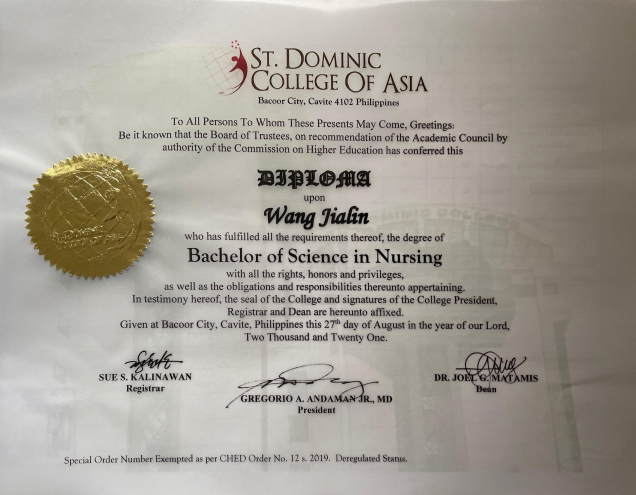 ST. DOMINIC
COLLEGE OF ASIA
Bacoor City, Cavite 4102 Philippines
To All Persons To Whom These Presents May Come, Greetings:
Be it known that the Board of Trustees, on recommendation of the Academic Council by
authority of the Commission on Higher Education has conferred this
DIPLOMA
upon
Wang Jialin
who has fulfilled all the requirements thereof, the degree of
Bachelor of Science in Nursing
with all the rights, honors and privileges,
as well as the obligations and responsibilities thereunto appertaining.
In testimony hereof, the seal of the College and signatures of the College President,
Registrar and Dean are hereunto affixed.
Given at Bacoor City, Cavite, Philippines this 27th day of August in the year of our Lord,
Two Thousand and Twenty One.
SUE S. KALINAWAN
Registrar
GREGORIO A. ANDAMAN JR., MD
President
DR. JOEL G. MATAMIS
Dean
Special Order Number Exempted as per CHED Order No. 12 s. 2019. Deregulated Status.